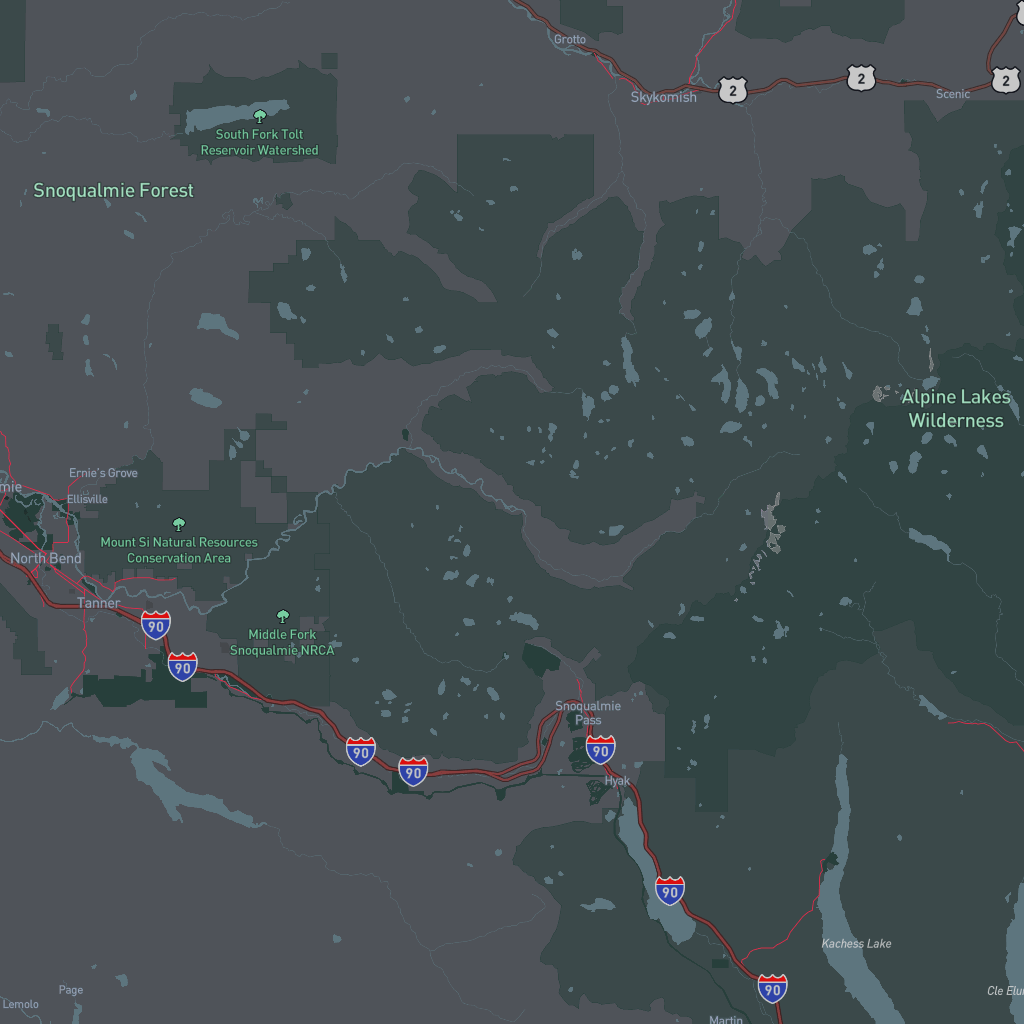 Grotto
2
2
2
Skykomish
Scenic
South Fork Tolt
Reservoir Watershed
Snoqualmie Forest
Alpine Lakes
Wilderness
Ernie's Grove
mie
Ellisville
Mount Si Natural Resources
Conservation Area
North Bend
Tanner
90
Middle Fork
Snoqualmie NRCA
90
Snoqualmie
Pass
90
90
90
Hyak
90
Kachess Lake
90
Page
Cle Elu
Lemolo
Martin